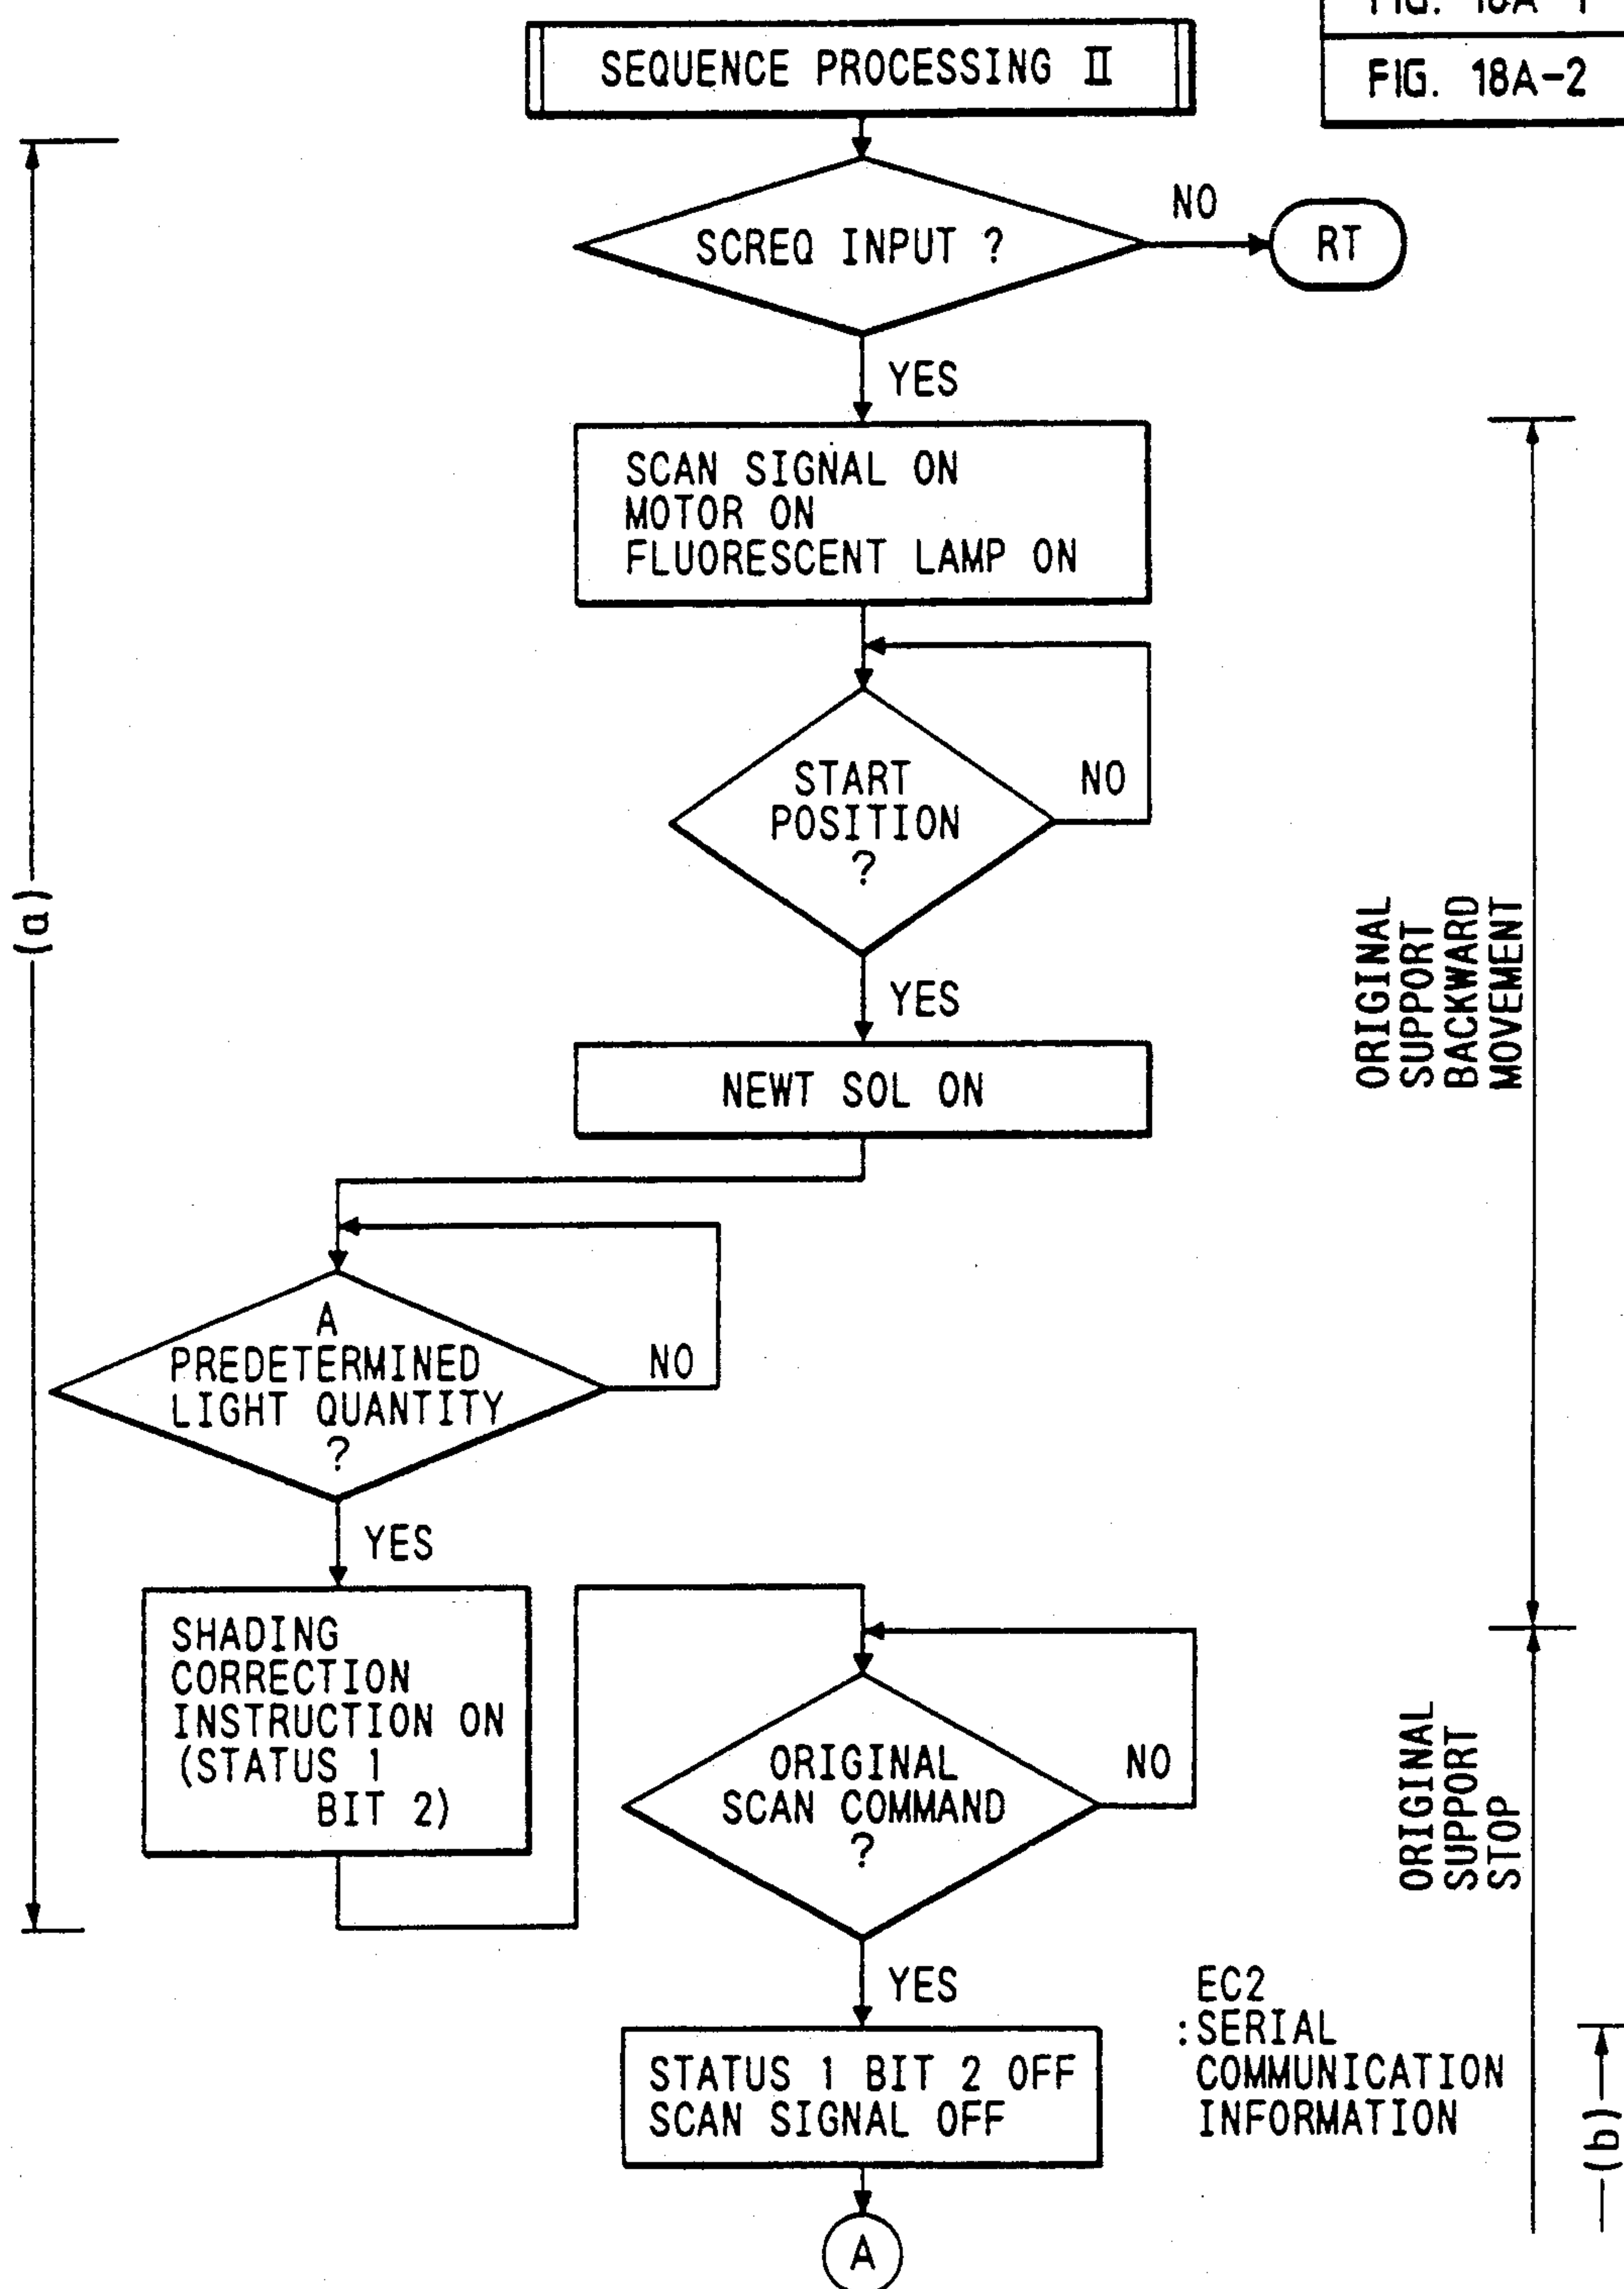 FIG. 18A-1
FIG. 18A-2
SEQUENCE PROCESSING II
SCREQ INPUT ?
NO
RT
YES
SCAN SIGNAL ON
MOTOR ON
FLUORESCENT LAMP ON
START
POSITION
?
NO
YES
NEWT SOL ON
(a)
ORIGINAL
SUPPORT
BACKWARD
MOVEMENT
A
PREDETERMINED
LIGHT QUANTITY
?
NO
YES
SHADING
CORRECTION
INSTRUCTION ON
(STATUS 1
BIT 2)
ORIGINAL
SCAN COMMAND
?
NO
ORIGINAL
SUPPORT
STOP
YES
STATUS 1 BIT 2 OFF
SCAN SIGNAL OFF
EC2
:SERIAL
COMMUNICATION
INFORMATION
(b)
A